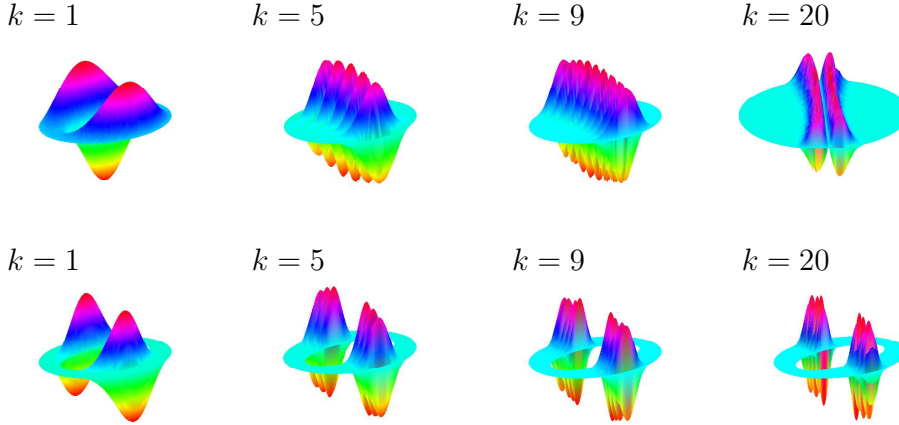 k = 1 k = 5 k = 9 k = 20
k = 1 k = 5 k = 9 k = 20